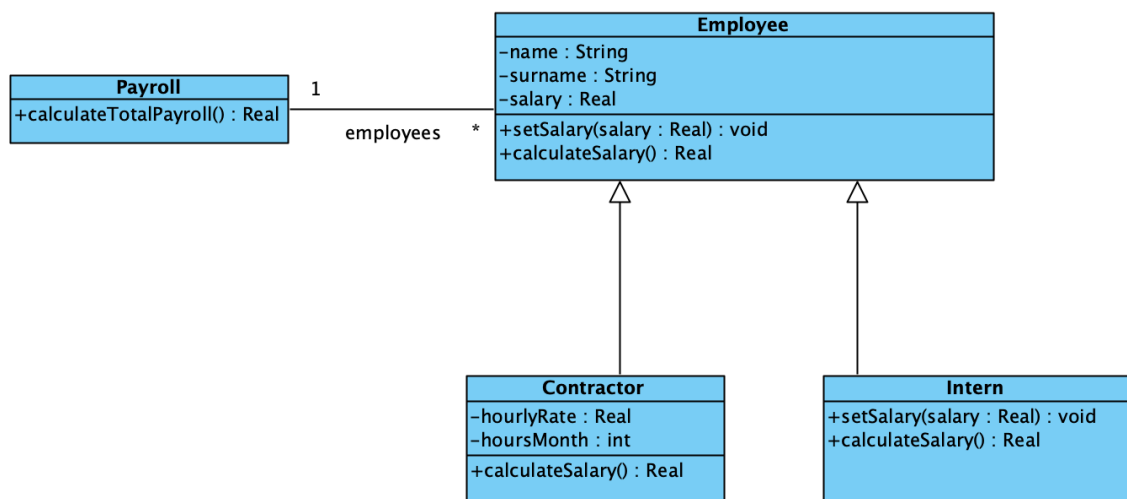 Payroll
+calculateTotalPayroll() : Real
1
employees
*
Employee
-name : String
-surname : String
-salary : Real
+setSalary(salary : Real) : void
+calculateSalary() : Real
Contractor
-hourlyRate : Real
-hoursMonth : int
+calculateSalary() : Real
Intern
+setSalary(salary : Real) : void
+calculateSalary() : Real